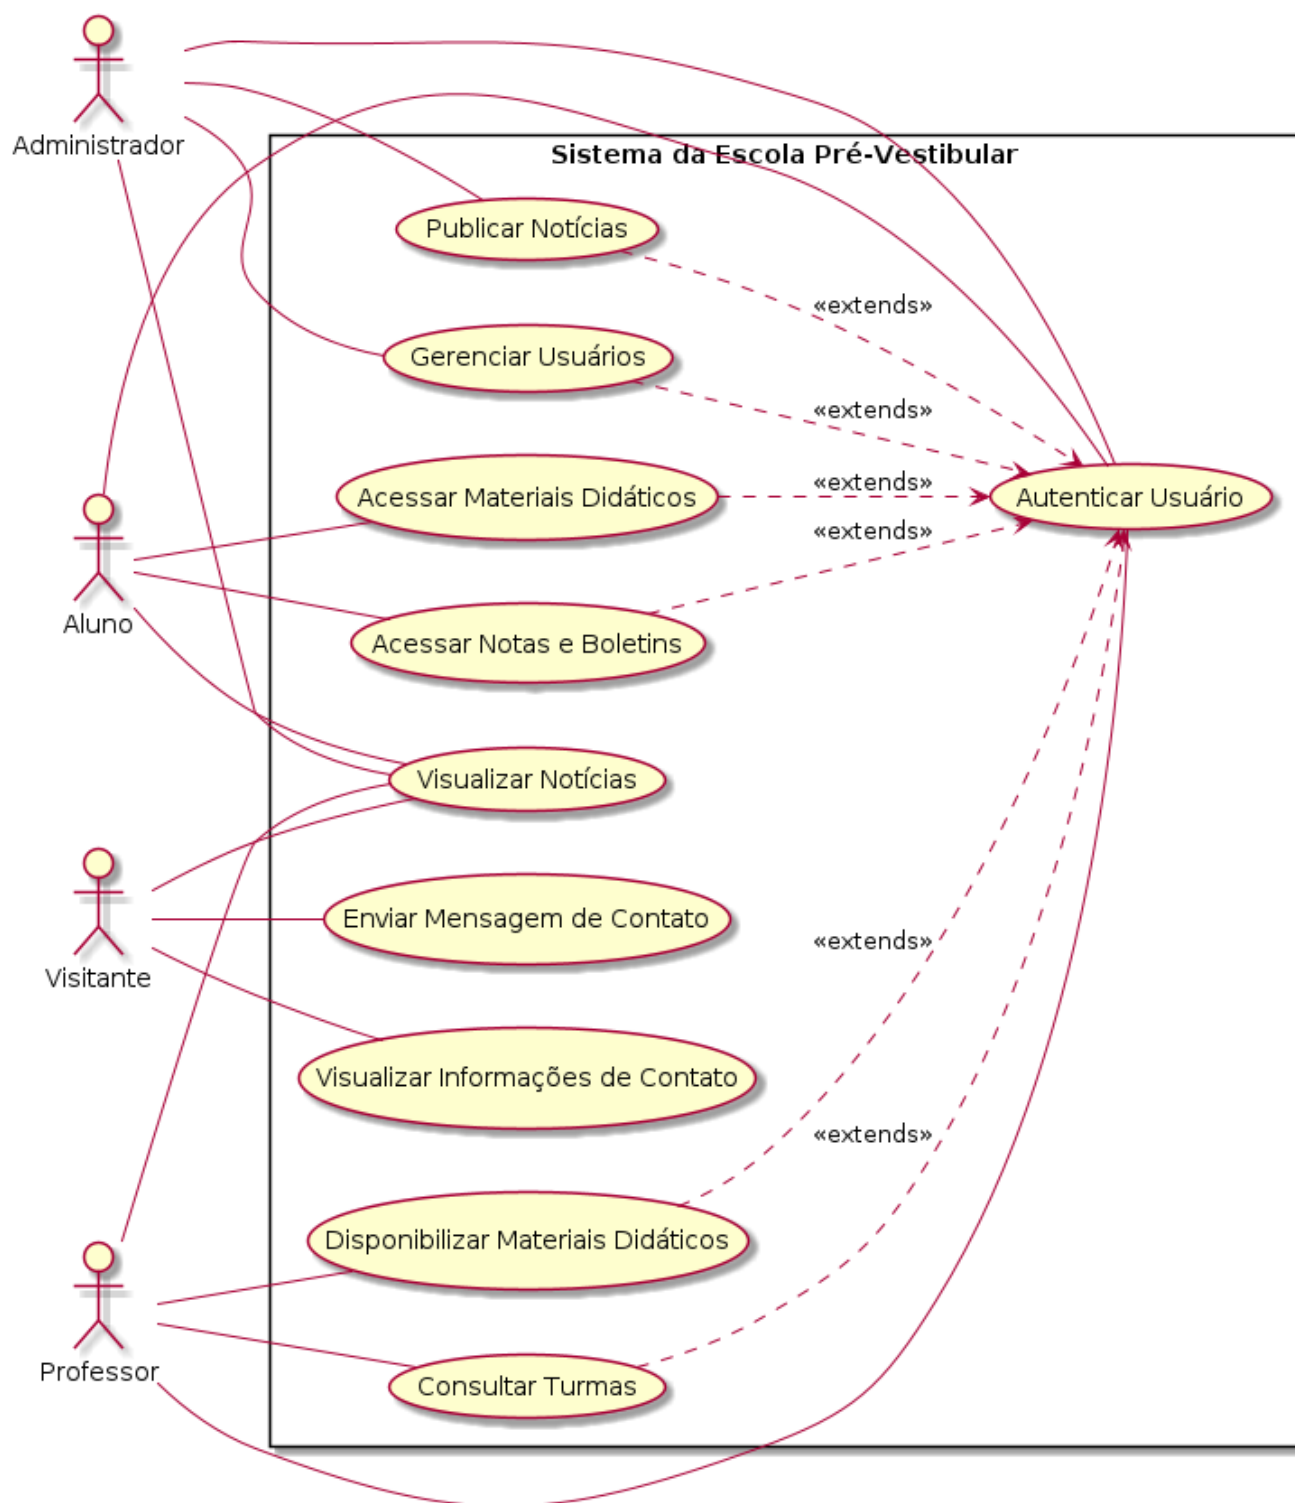 Administrador
Sistema da Escola Pré-Vestibular
Publicar Notícias
«extends»
Gerenciar Usuários
«extends»
Acessar Materiais Didáticos
«extends»
Autenticar Usuário
«extends»
Aluno
Acessar Notas e Boletins
Visualizar Notícias
Enviar Mensagem de Contato
«extends»
Visitante
Visualizar Informações de Contato
«extends»
Disponibilizar Materiais Didáticos
Professor
Consultar Turmas